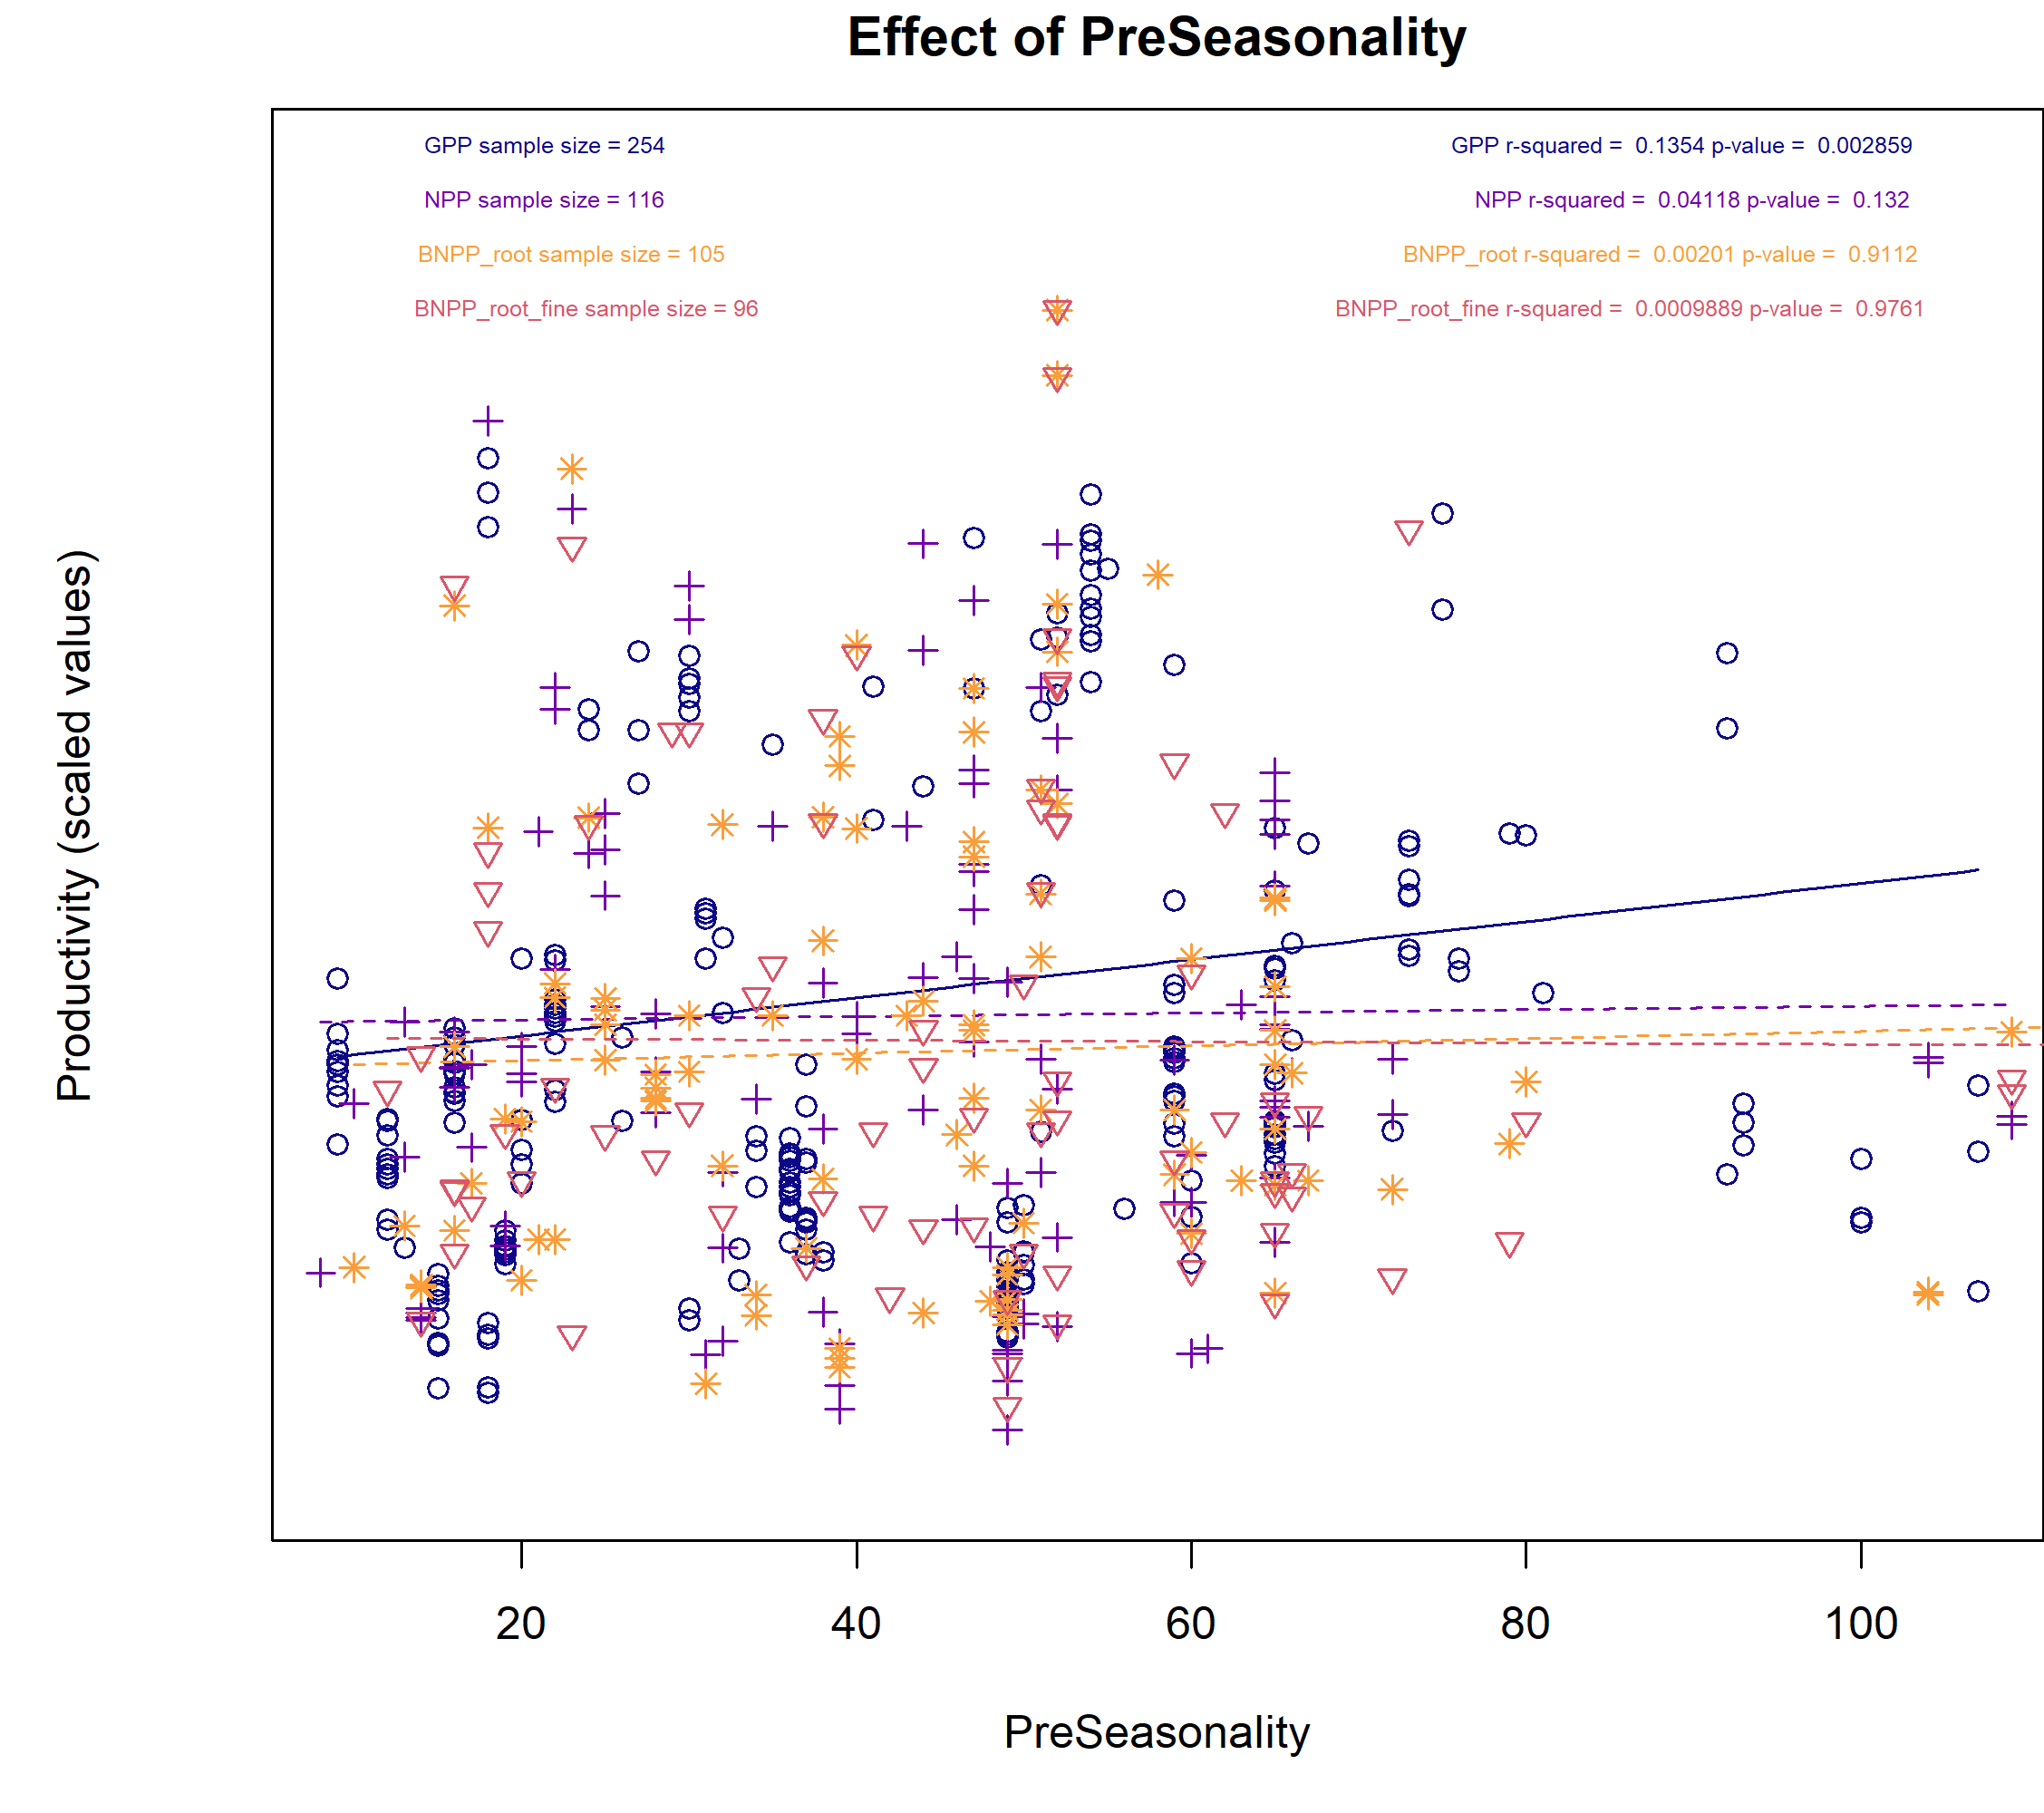 Effect of PreSeasonality
GPP sample size = 254
GPP r-squared =  0.1354 p-value =  0.002859
NPP sample size = 116
NPP r-squared =  0.04118 p-value =  0.132
BNPP_root sample size = 105
BNPP_root r-squared =  0.00201 p-value =  0.9112
BNPP_root_fine sample size = 96
BNPP_root_fine r-squared =  0.0009889 p-value =  0.9761
Productivity (scaled values)
20 40 60 80 100
PreSeasonality